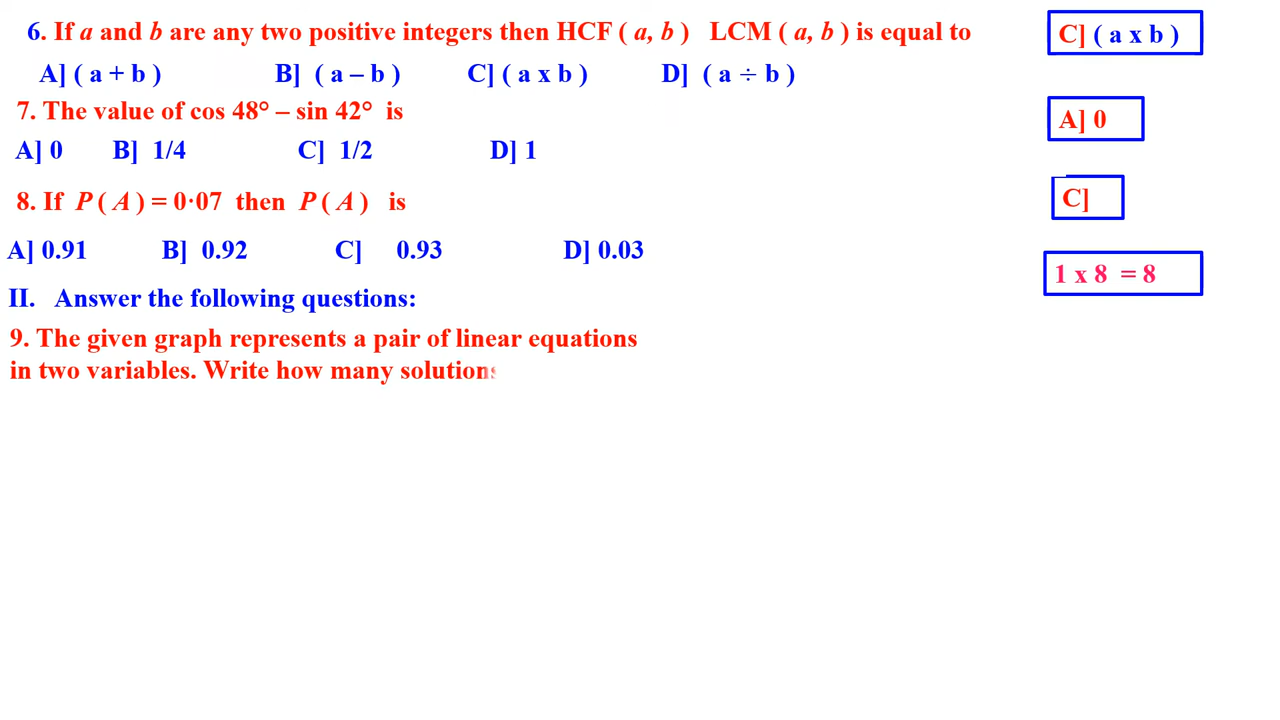 6. If a and b are any two positive integers then HCF ( a, b ) LCM ( a, b ) is equal to
C] ( a x b )
A] ( a + b ) B] ( a – b ) C] ( a x b ) D] ( a ÷ b )
7. The value of cos 48° – sin 42° is
A] 0
A] 0 B] 1/4 C] 1/2 D] 1
8. If P ( A ) = 0·07 then P ( A ) is
C]
A] 0.91 B] 0.92 C] 0.93 D] 0.03
1 x 8 = 8
II. Answer the following questions:
9. The given graph represents a pair of linear equations
in two variables. Write how many solutions